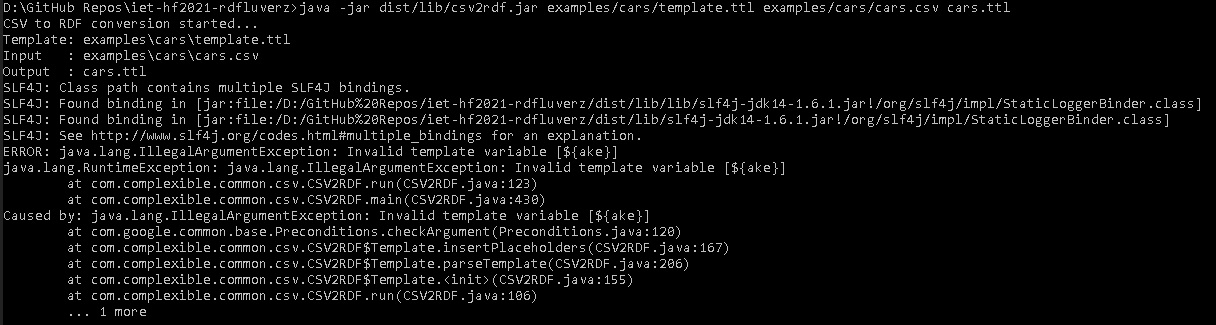 D:\GitHub Repos\iet-hf2021-rdfluverz>java -jar dist/lib/csv2rdf.jar examples/cars/template.ttl examples/cars/cars.csv cars.ttl
CSV to RDF conversion started...
Template: examples\cars\template.ttl
Input   : examples\cars\cars.csv
Output  : cars.ttl
SLF4J: Class path contains multiple SLF4J bindings.
SLF4J: Found binding in [jar:file:/D:/GitHub%20Repos/iet-hf2021-rdfluverz/dist/lib/lib/slf4j-jdk14-1.6.1.jar!/org/slf4j/impl/StaticLoggerBinder.class]
SLF4J: Found binding in [jar:file:/D:/GitHub%20Repos/iet-hf2021-rdfluverz/dist/lib/slf4j-jdk14-1.6.1.jar!/org/slf4j/impl/StaticLoggerBinder.class]
SLF4J: See http://www.slf4j.org/codes.html#multiple_bindings for an explanation.
ERROR: java.lang.IllegalArgumentException: Invalid template variable [${ake}]
java.lang.RuntimeException: java.lang.IllegalArgumentException: Invalid template variable [${ake}]
        at com.complexible.common.csv.CSV2RDF.run(CSV2RDF.java:123)
        at com.complexible.common.csv.CSV2RDF.main(CSV2RDF.java:430)
Caused by: java.lang.IllegalArgumentException: Invalid template variable [${ake}]
        at com.google.common.base.Preconditions.checkArgument(Preconditions.java:120)
        at com.complexible.common.csv.CSV2RDF$Template.insertPlaceholders(CSV2RDF.java:167)
        at com.complexible.common.csv.CSV2RDF$Template.parseTemplate(CSV2RDF.java:206)
        at com.complexible.common.csv.CSV2RDF$Template.<init>(CSV2RDF.java:155)
        at com.complexible.common.csv.CSV2RDF.run(CSV2RDF.java:106)
        ... 1 more